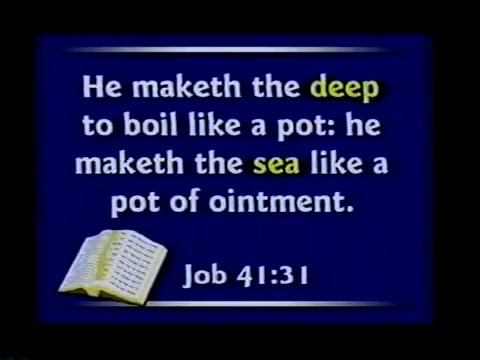 He maketh the deep
to boil like a pot: he
maketh the sea like a
pot of ointment.
Job 41:31